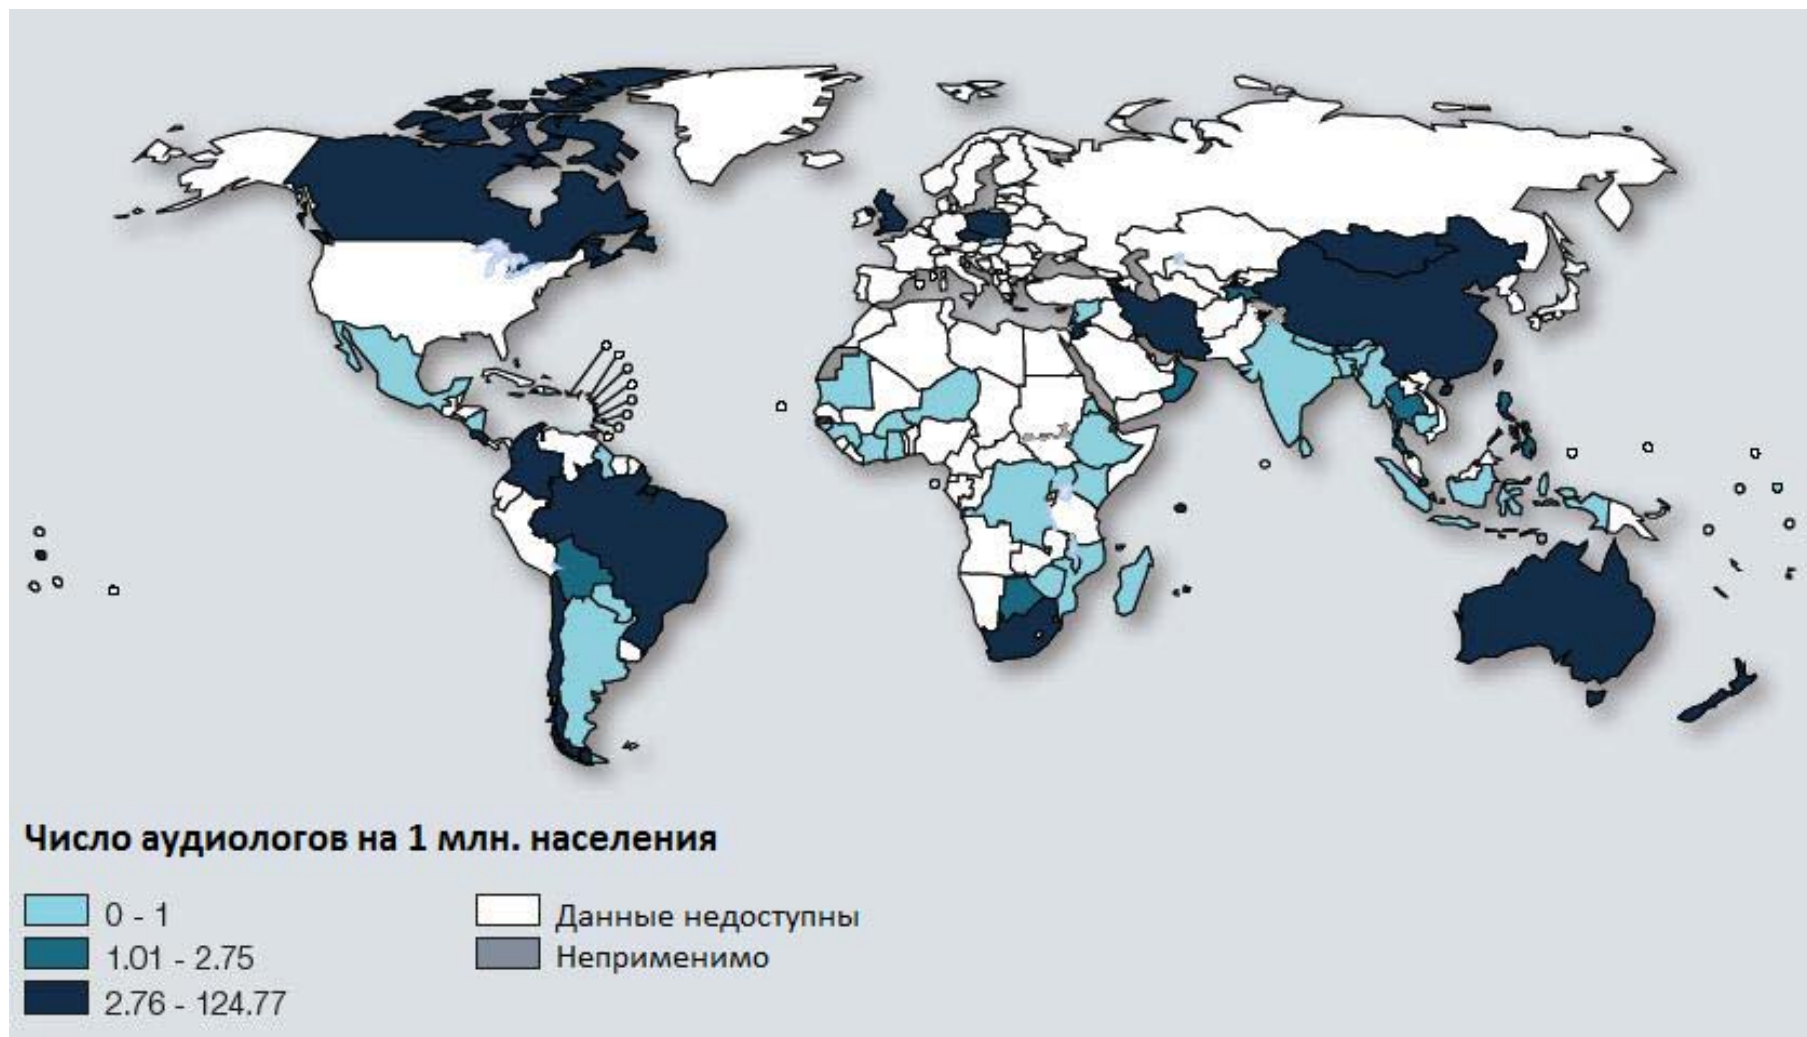 Число аудиологов на 1 млн. населения
0 - 1
1.01 - 2.75
2.76 - 124.77
Данные недоступны
Неприменимо